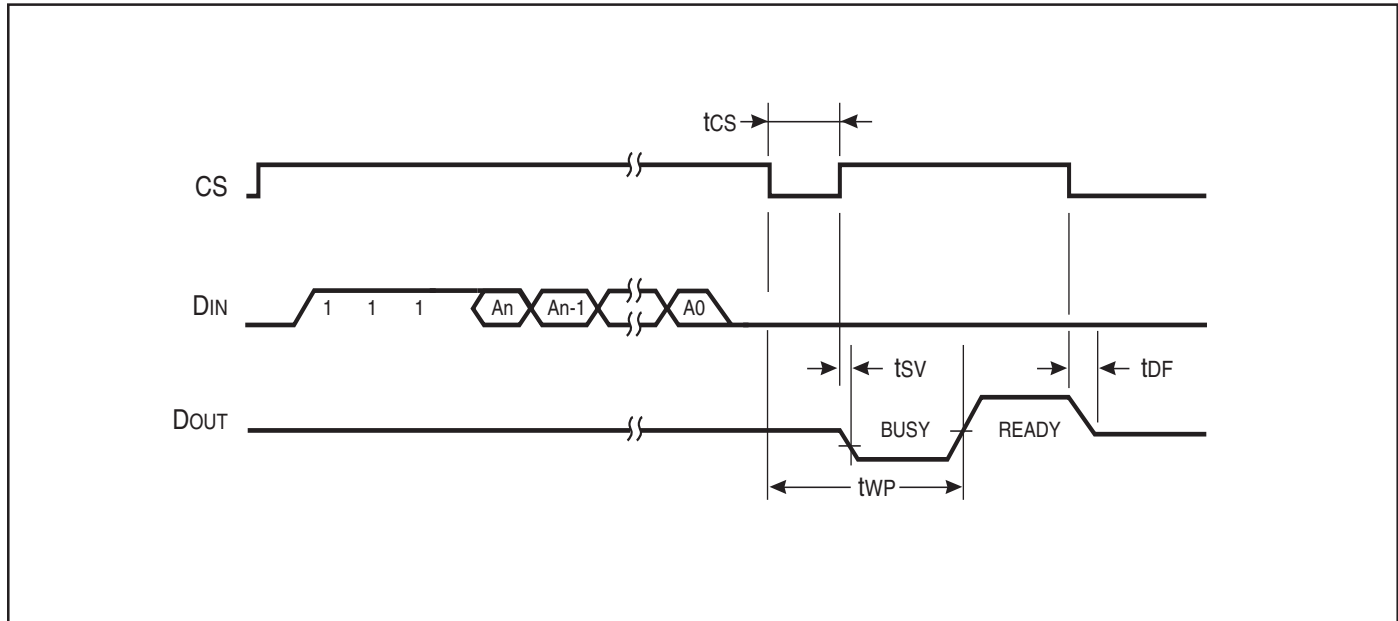 tCS
CS
DIN
1 1 1 An An-1 A0
tSV
tDF
DOUT
BUSY READY
tWP